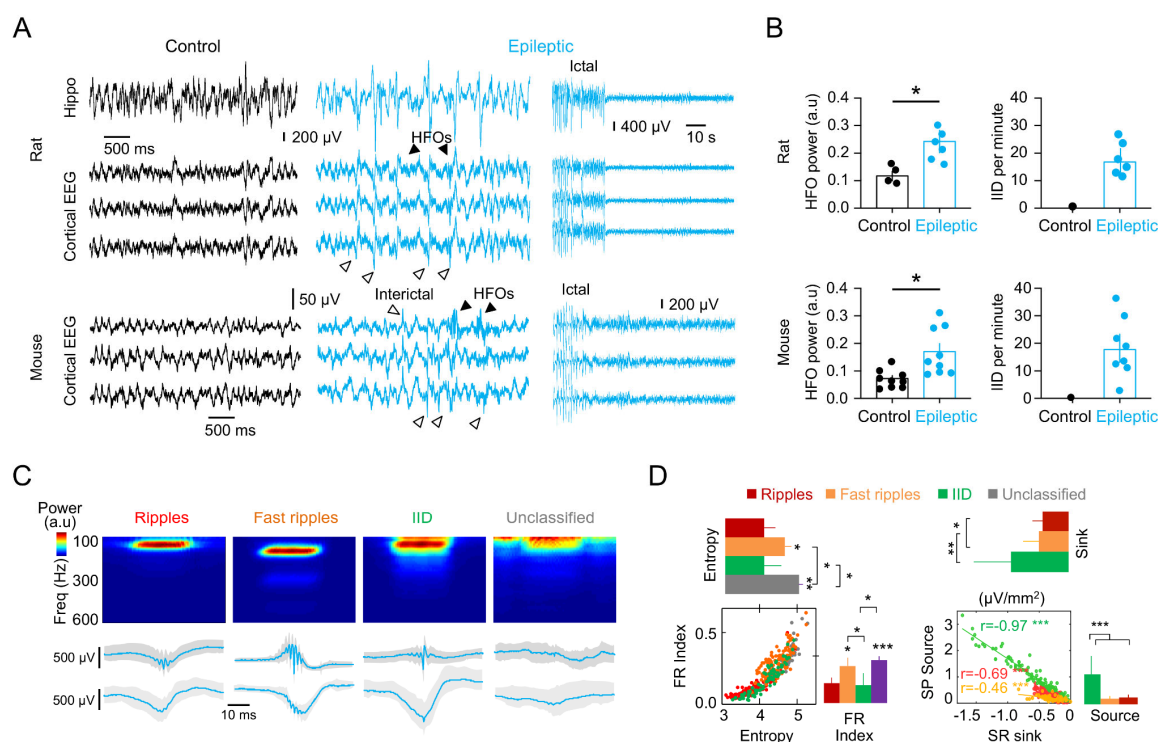 A
Control
Epileptic
Ictal
Hippo
Rat
500 ms
200 µV
HFOs
400 µV
10 s
Cortical EEG
50 µV
Interictal
HFOs
Ictal
200 µV
Mouse
Cortical EEG
500 ms
B
Rat
HFO power (a.u)
0.4
0.3
0.2
0.1
0
*
Control Epileptic
IID per minute
40
30
20
10
0
Control Epileptic
Mouse
HFO power (a.u)
0.4
0.3
0.2
0.1
0
*
Control Epileptic
IID per minute
40
30
20
10
0
Control Epileptic
C
Power
(a.u)
Ripples
Fast ripples
IID
Unclassified
Freq (Hz)
100
300
600
500 µV
500 µV
10 ms
D
Ripples Fast ripples IID Unclassified
Entropy
*
**
*
*
FR Index
0.5
0.0
3 4 5
Entropy
*
*
*
***
FR
Index
Sink
*
**
(µV/mm²)
SP Source
3
2
1
0
r=-0.97 ***
r=-0.69 ***
r=-0.46 ***
-1.5 -1.0 -0.5 0
SR sink
***
Source